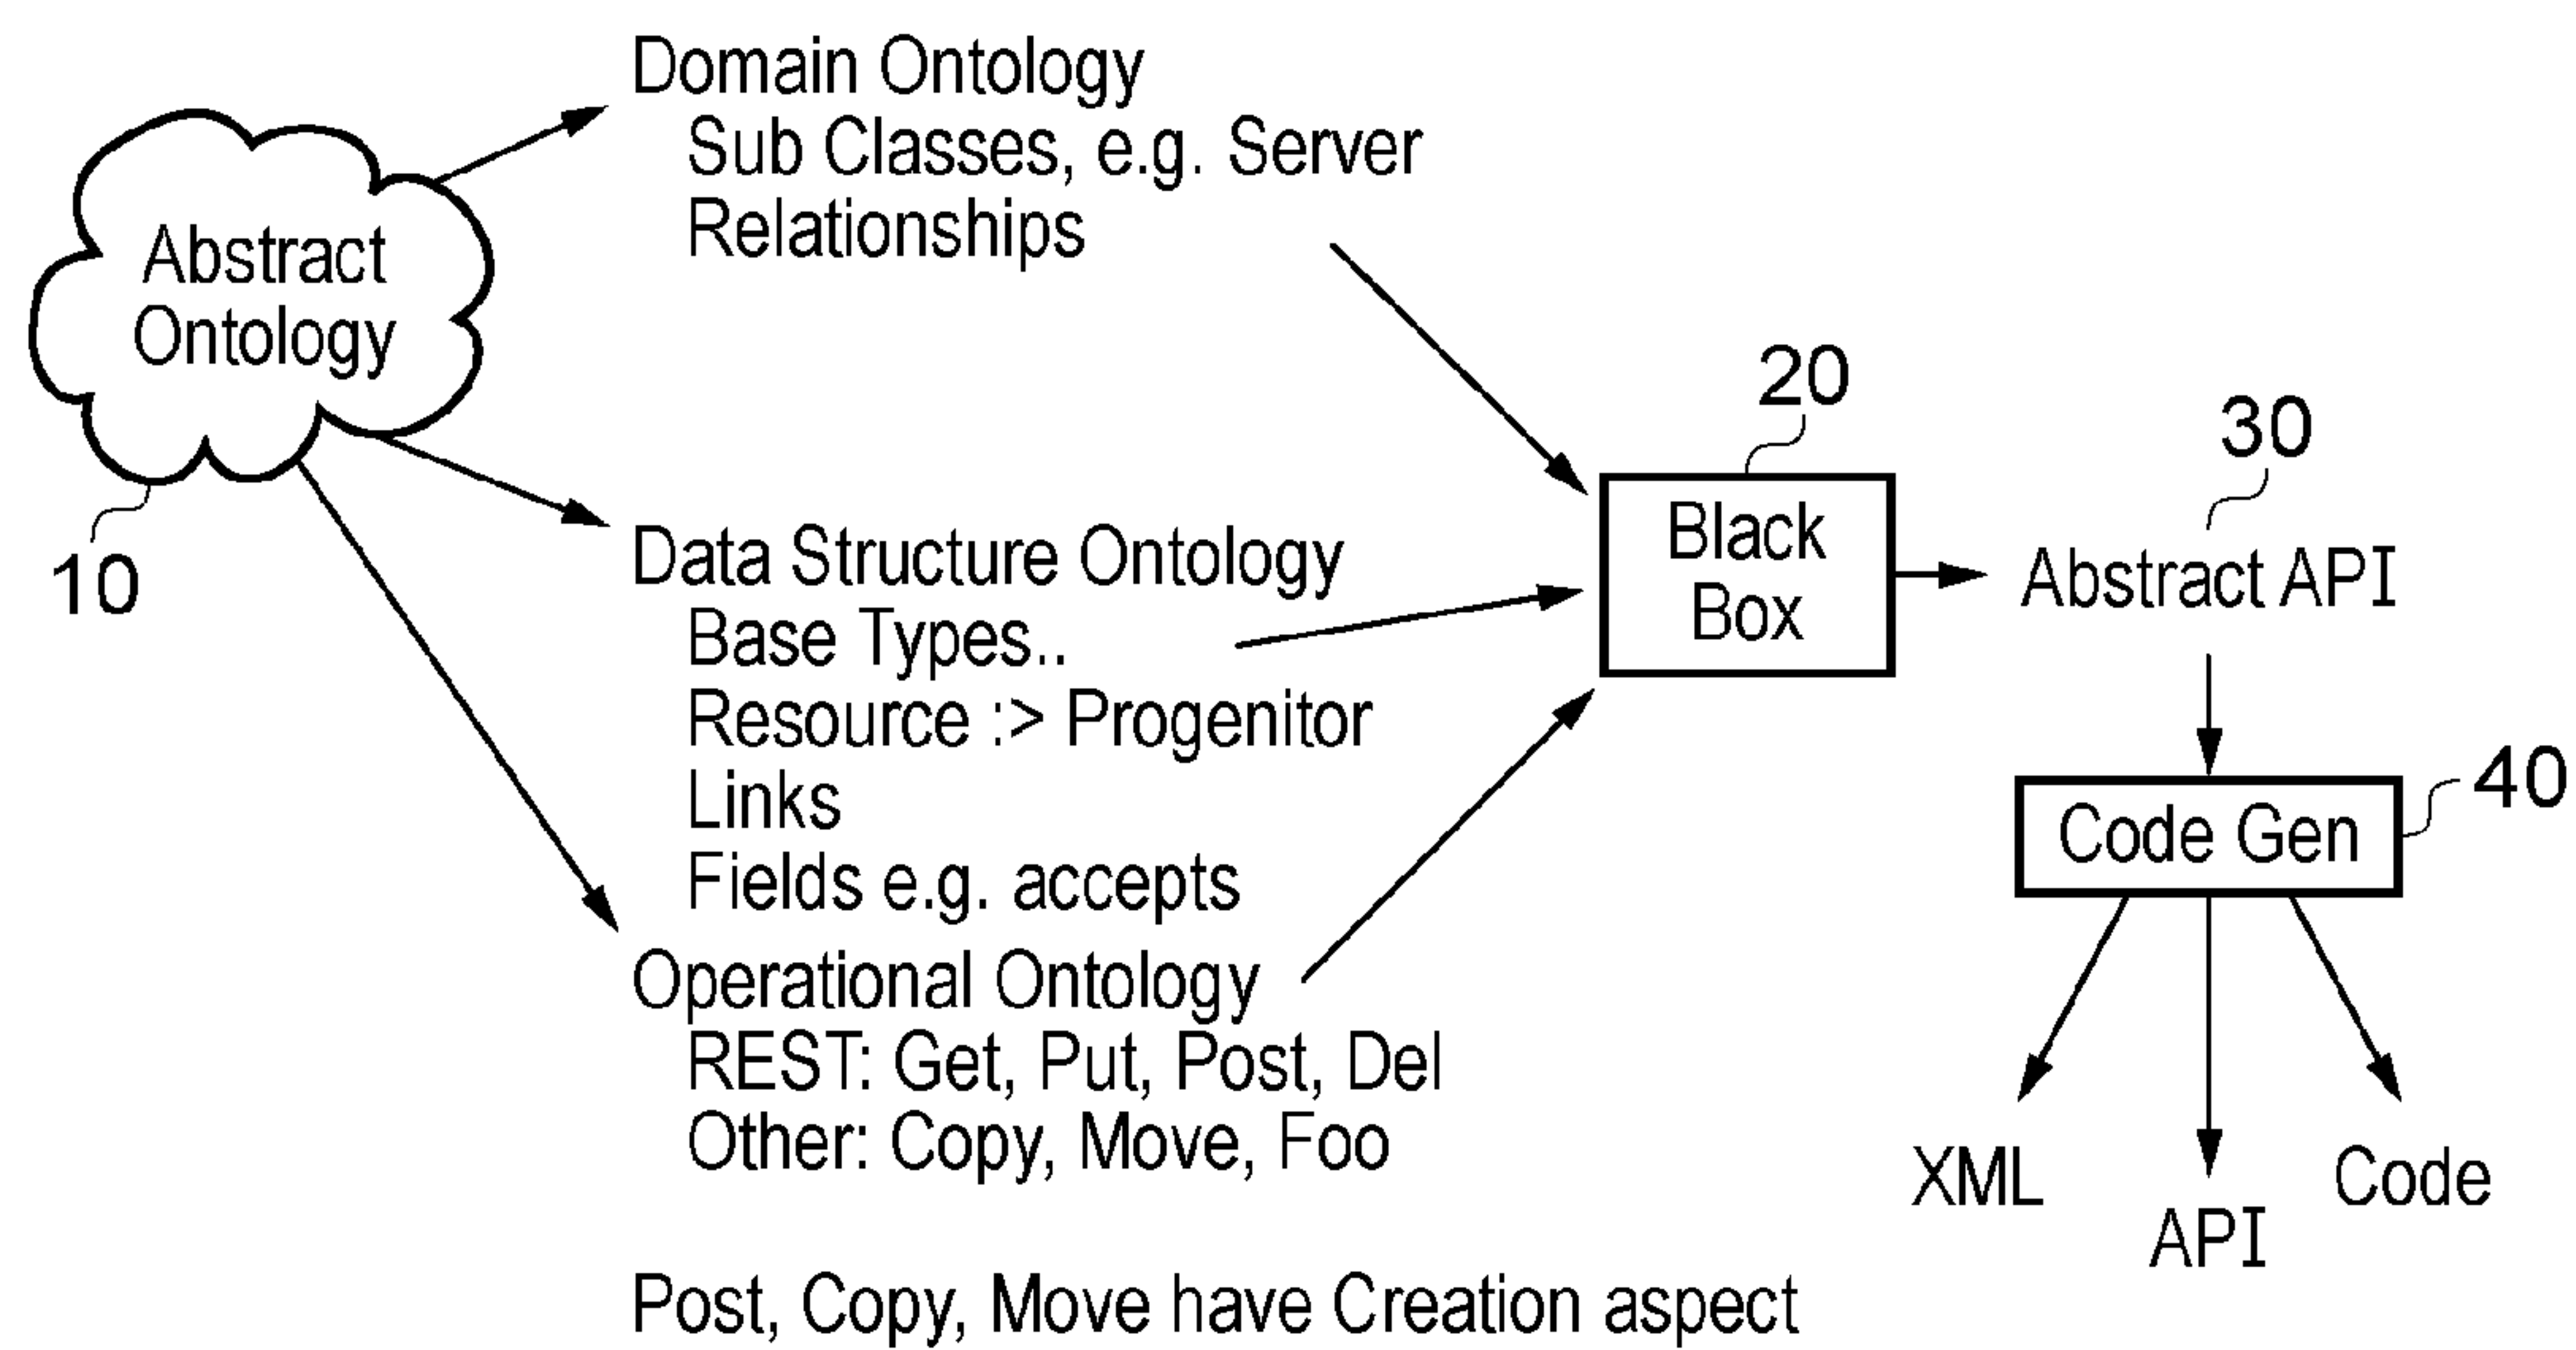 Abstract
Ontology
10
Domain Ontology
Sub Classes, e.g. Server
Relationships
Data Structure Ontology
Base Types..
Resource :> Progenitor
Links
Fields e.g. accepts
Operational Ontology
REST: Get, Put, Post, Del
Other: Copy, Move, Foo
Post, Copy, Move have Creation aspect
20
Black
Box
30
Abstract API
40
Code Gen
XML
API
Code